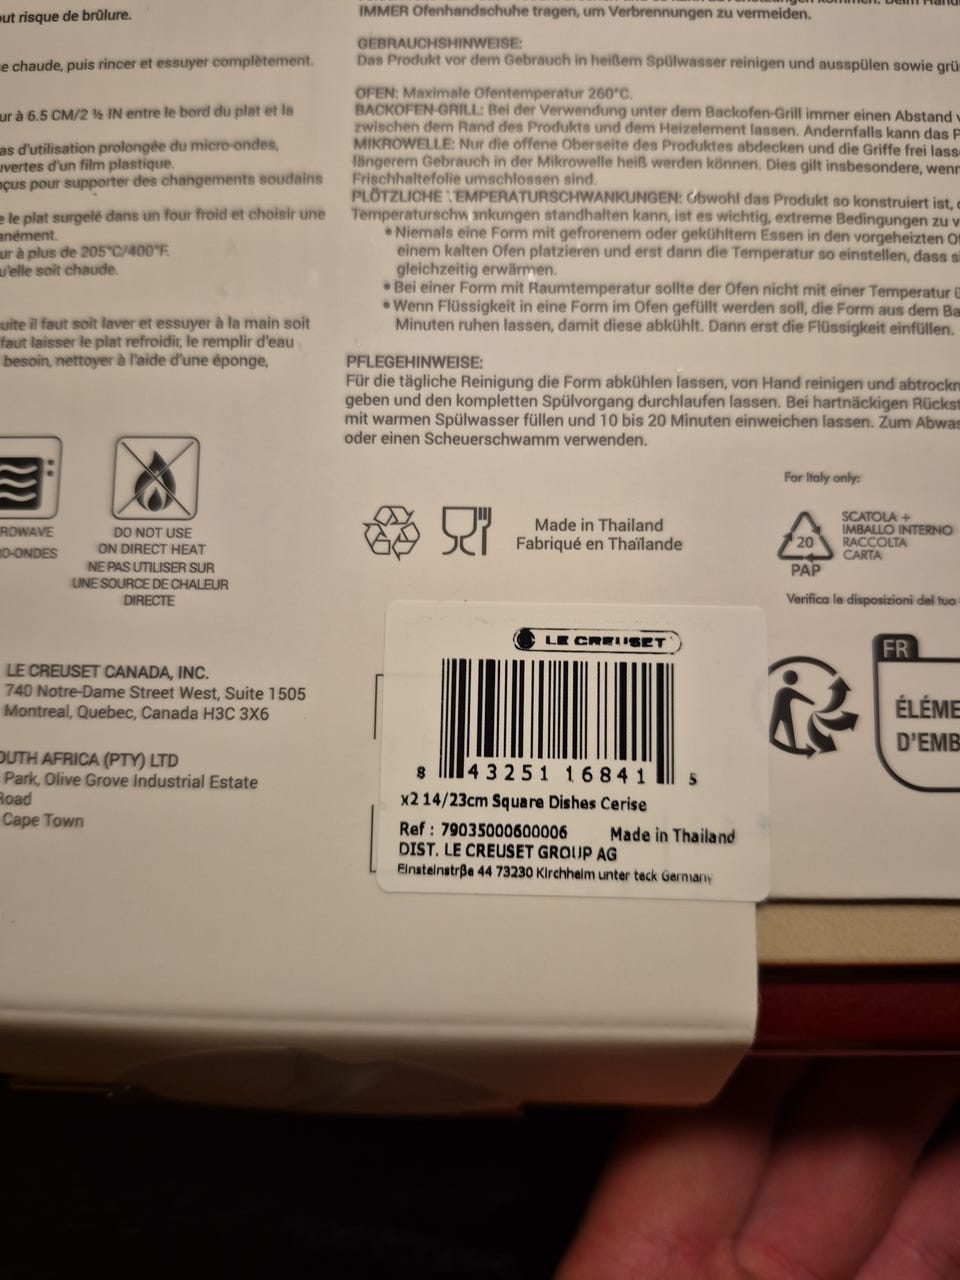 out risque de brûlure.
e chaude, puis rincer et essuyer complètement.
ur à 6.5 CM/2 ½ IN entre le bord du plat et la
as d'utilisation prolongée du micro-ondes,
uvertes d'un film plastique.
nçus pour supporter des changements soudains
e le plat surgelé dans un four froid et choisir une
anément.
ur à plus de 205°C/400°F.
u'elle soit chaude.
uite il faut soit laver et essuyer à la main soit
faut laisser le plat refroidir, le remplir d'eau
besoin, nettoyer à l'aide d'une éponge,
ROWAVE
O-ONDES
DO NOT USE
ON DIRECT HEAT
NE PAS UTILISER SUR
UNE SOURCE DE CHALEUR
DIRECTE
LE CREUSET CANADA, INC.
740 Notre-Dame Street West, Suite 1505
Montreal, Quebec, Canada H3C 3X6
OUTH AFRICA (PTY) LTD
Park, Olive Grove Industrial Estate
Road
Cape Town
IMMER Ofenhandschuhe tragen, um Verbrennungen zu vermeiden.
GEBRAUCHSHINWEISE:
Das Produkt vor dem Gebrauch in heißem Spülwasser reinigen und ausspülen sowie grü
OFEN: Maximale Ofentemperatur 260°C.
BACKOFEN-GRILL: Bei der Verwendung unter dem Backofen-Grill immer einen Abstand v
zwischen dem Rand des Produkts und dem Heizelement lassen. Andernfalls kann das P
MIKROWELLE: Nur die offene Oberseite des Produktes abdecken und die Griffe frei lass
längerem Gebrauch in der Mikrowelle heiß werden können. Dies gilt insbesondere, wenn
Frischhaltefolie umschlossen sind.
PLÖTZLICHE TEMPERATURSCHWANKUNGEN: Obwohl das Produkt so konstruiert ist, d
Temperaturschwankungen standhalten kann, ist es wichtig, extreme Bedingungen zu v
• Niemals eine Form mit gefrorenem oder gekühltem Essen in den vorgeheizten O
einem kalten Ofen platzieren und erst dann die Temperatur so einstellen, dass si
gleichzeitig erwärmen.
• Bei einer Form mit Raumtemperatur sollte der Ofen nicht mit einer Temperatur ü
• Wenn Flüssigkeit in eine Form im Ofen gefüllt werden soll, die Form aus dem Ba
Minuten ruhen lassen, damit diese abkühlt. Dann erst die Flüssigkeit einfüllen.
PFLEGEHINWEISE:
Für die tägliche Reinigung die Form abkühlen lassen, von Hand reinigen und abtrockn
geben und den kompletten Spülvorgang durchlaufen lassen. Bei hartnäckigen Rückst
mit warmen Spülwasser füllen und 10 bis 20 Minuten einweichen lassen. Zum Abwas
oder einen Scheuerschwamm verwenden.
Made in Thailand
Fabriqué en Thaïlande
For Italy only:
20
PAP
SCATOLA +
IMBALLO INTERNO
RACCOLTA
CARTA
Verifica le disposizioni del tuo
FR
ÉLÉME
D'EMB
LE CREUSET
8 43251 16841 5
x2 14/23cm Square Dishes Cerise
Ref : 79035000600006 Made in Thailand
DIST. LE CREUSET GROUP AG
Einsteinstrβe 44 73230 Kirchheim unter teck Germany